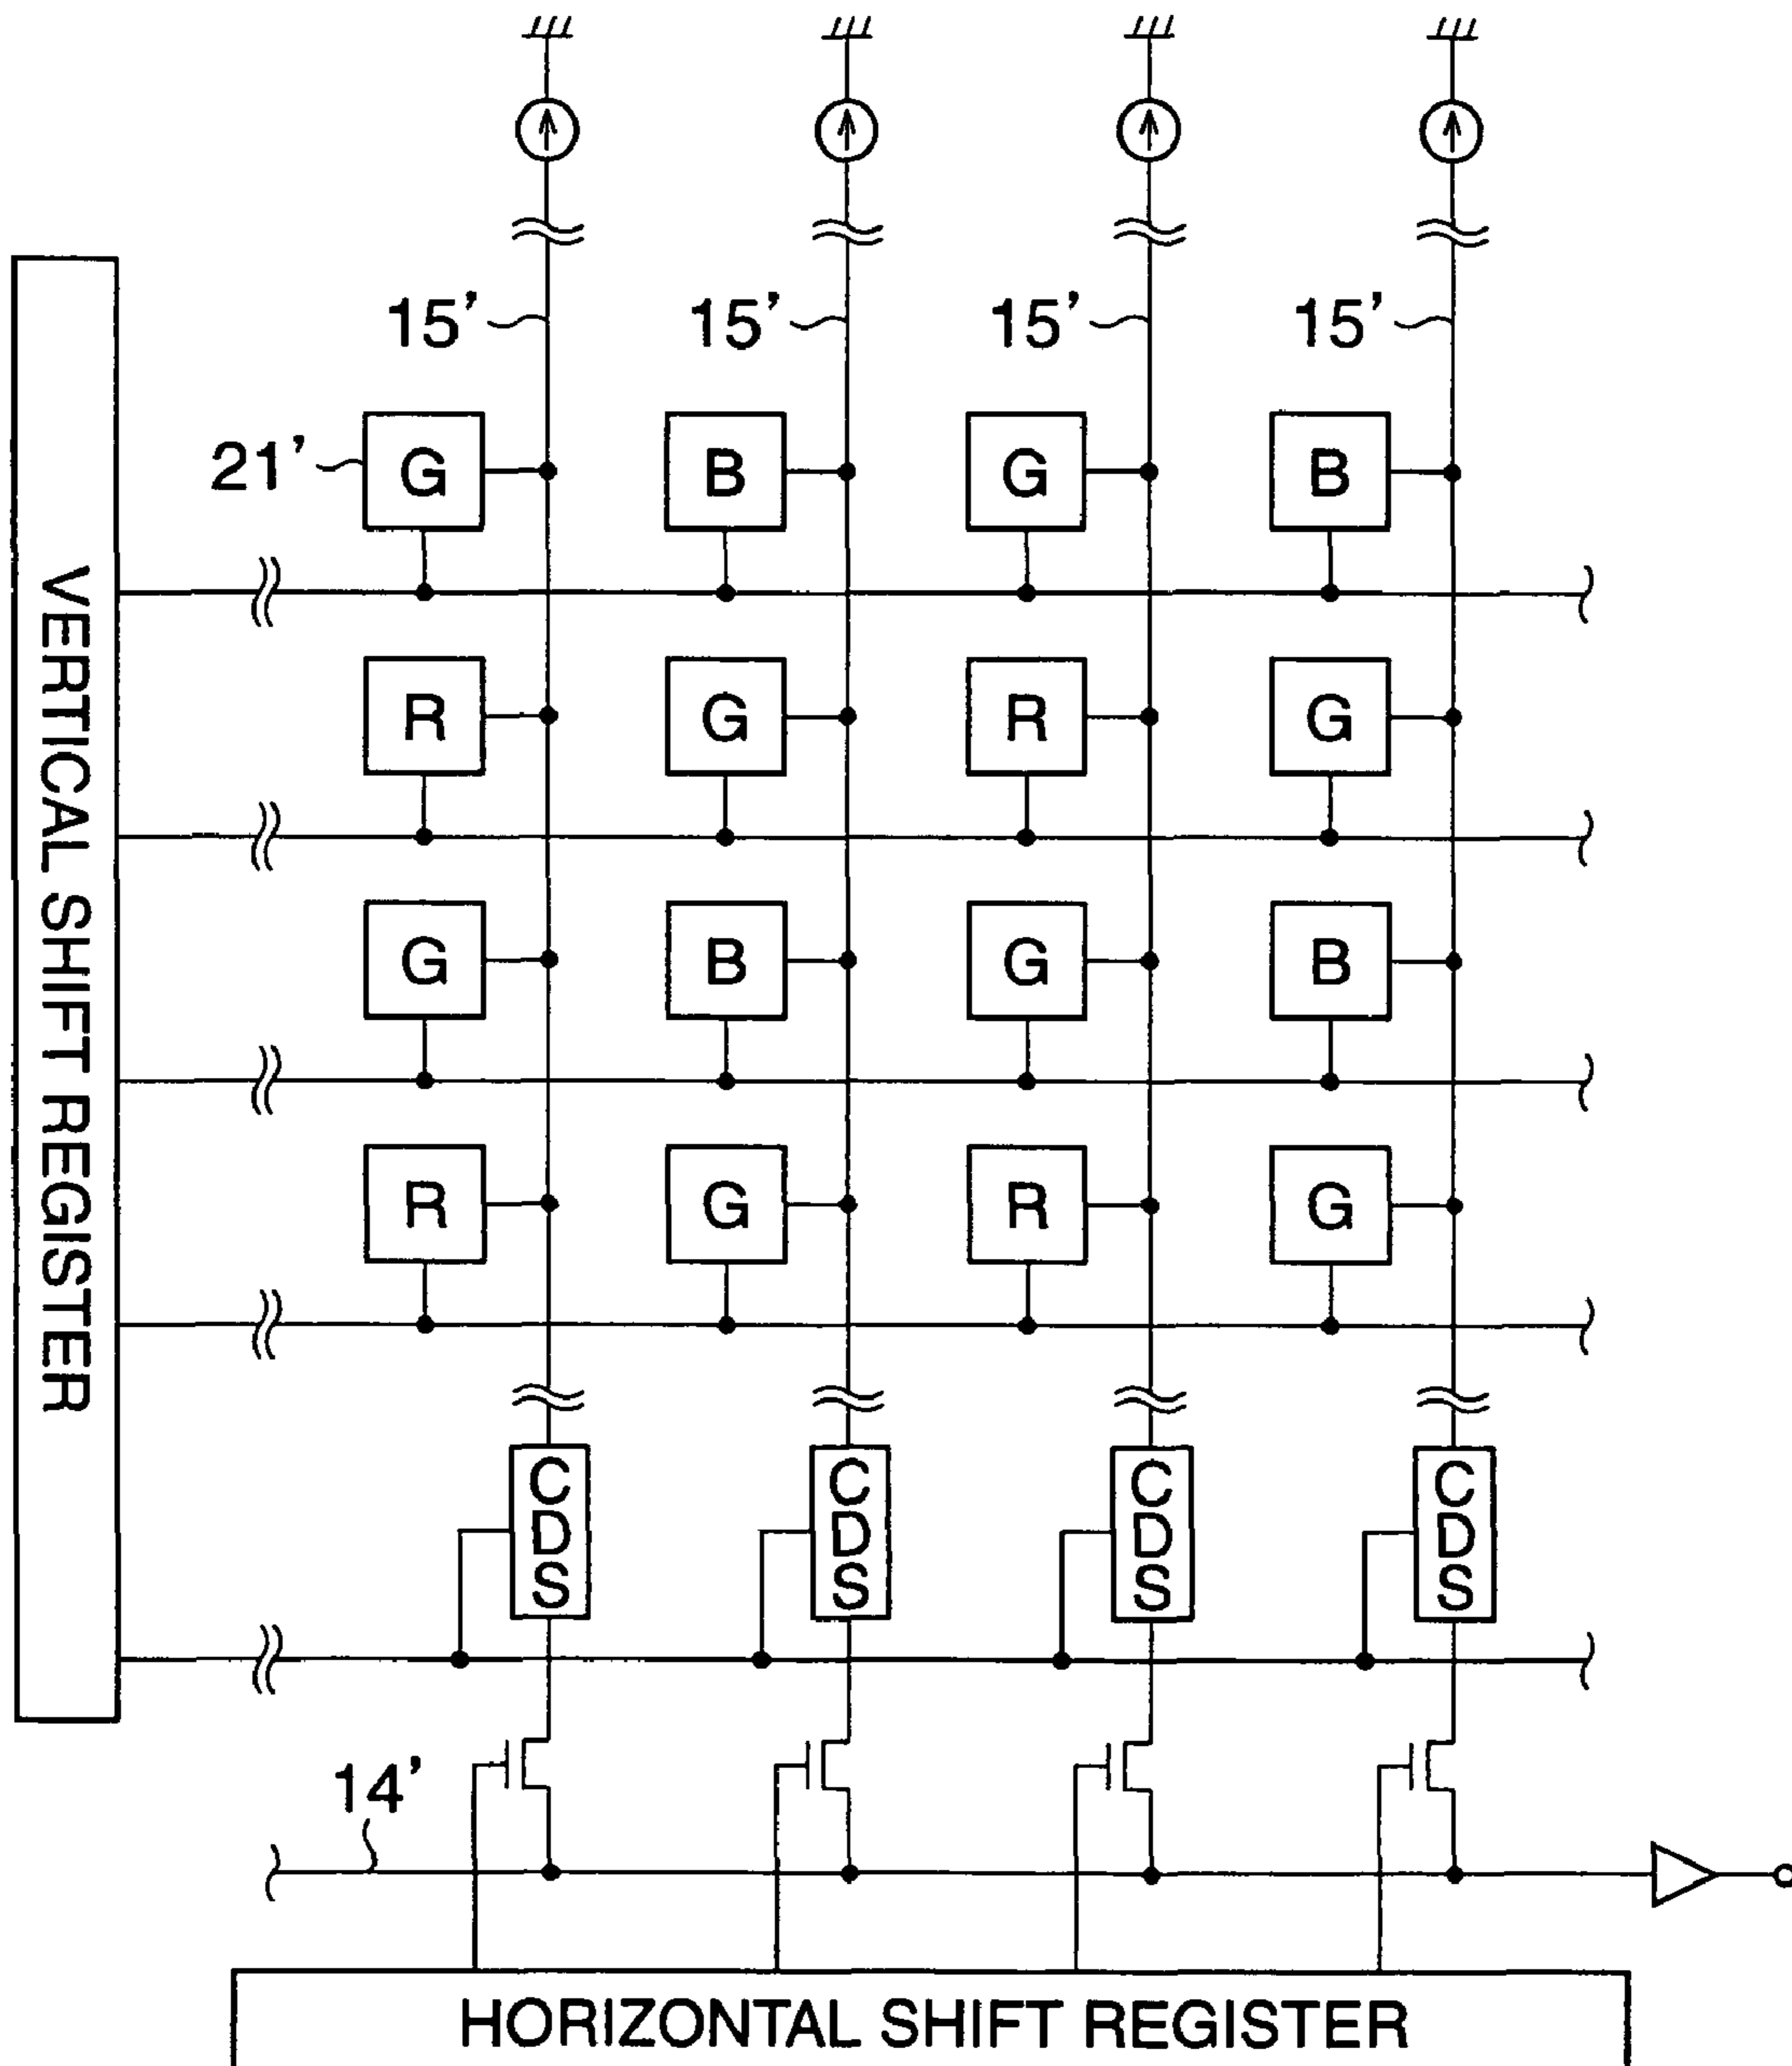 15' 15' 15' 15'
21' G B G B
R G R G
G B G B
R G R G
VERTICAL SHIFT REGISTER
CDS CDS CDS CDS
14'
HORIZONTAL SHIFT REGISTER